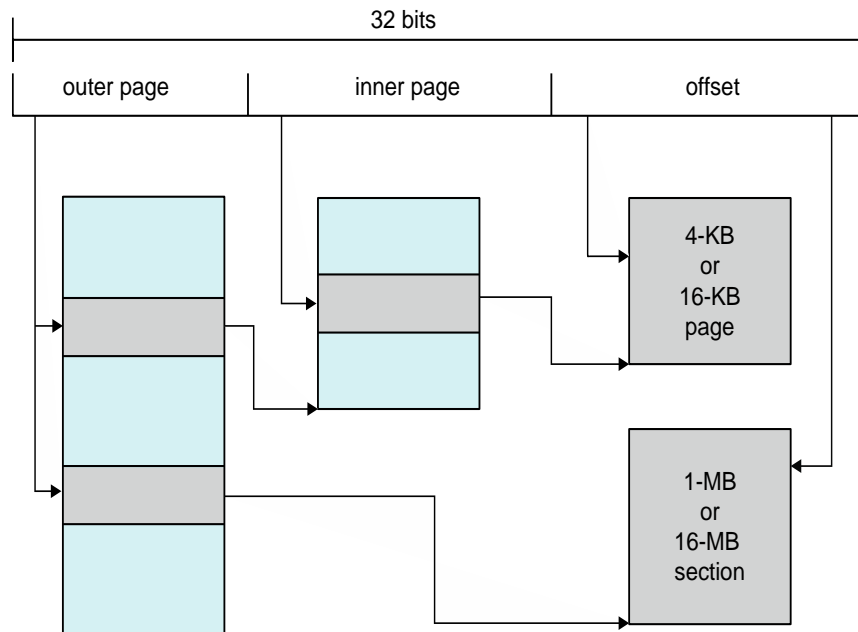 32 bits
outer page
inner page
offset
4-KB
or
16-KB
page
1-MB
or
16-MB
section